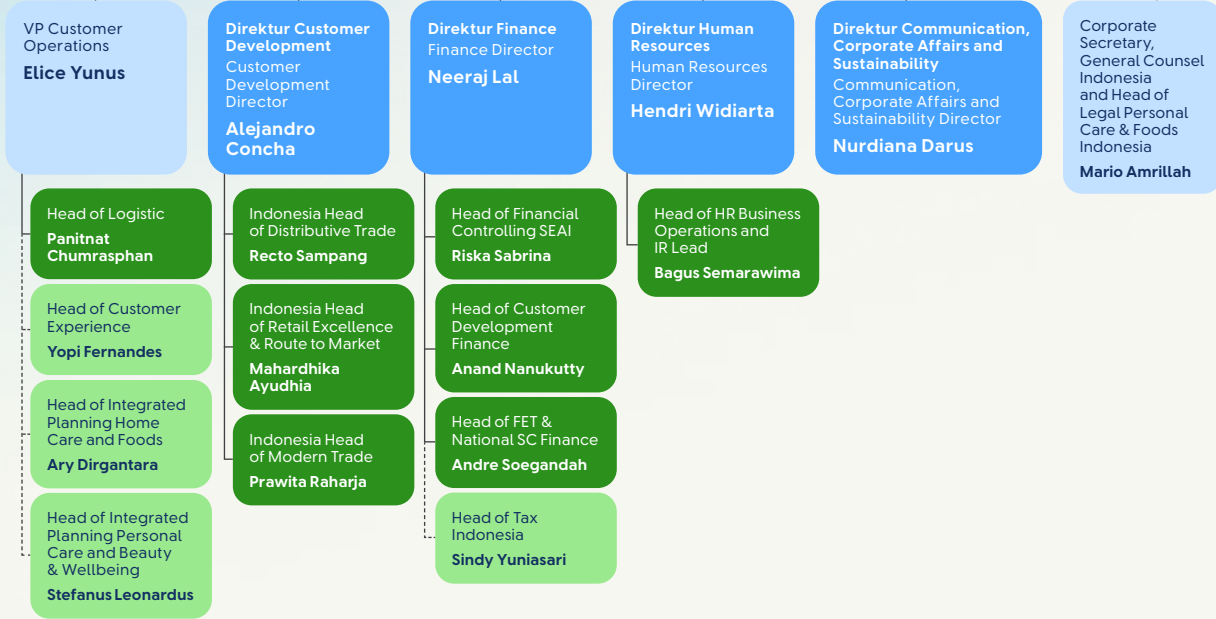 VP Customer
Operations
Elice Yunus
Head of Logistic
Panitnat
Chumrasphan
Head of Customer
Experience
Yopi Fernandes
Head of Integrated
Planning Home
Care and Foods
Ary Dirgantara
Head of Integrated
Planning Personal
Care and Beauty
& Wellbeing
Stefanus Leonardus
Direktur Customer
Development
Customer
Development
Director
Alejandro
Concha
Indonesia Head
of Distributive Trade
Recto Sampang
Indonesia Head
of Retail Excellence
& Route to Market
Mahardhika
Ayudhia
Indonesia Head
of Modern Trade
Prawita Raharja
Direktur Finance
Finance Director
Neeraj Lal
Head of Financial
Controlling SEAI
Riska Sabrina
Head of Customer
Development
Finance
Anand Nanukutty
Head of FET &
National SC Finance
Andre Soegandah
Head of Tax
Indonesia
Sindy Yuniasari
Direktur Human
Resources
Human Resources
Director
Hendri Widiarta
Head of HR Business
Operations and
IR Lead
Bagus Semarawima
Direktur Communication,
Corporate Affairs and
Sustainability
Communication,
Corporate Affairs and
Sustainability Director
Nurdiana Darus
Corporate
Secretary,
General Counsel
Indonesia
and Head of
Legal Personal
Care & Foods
Indonesia
Mario Amrillah